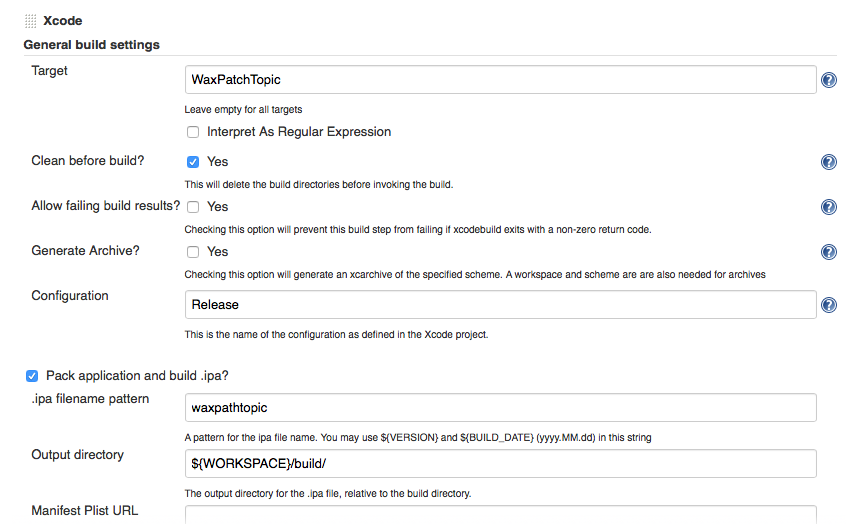 Xcode
General build settings
Target
WaxPatchTopic
Leave empty for all targets
Interpret As Regular Expression
Clean before build?
Yes
This will delete the build directories before invoking the build.
Allow failing build results?
Yes
Checking this option will prevent this build step from failing if xcodebuild exits with a non-zero return code.
Generate Archive?
Yes
Checking this option will generate an xcarchive of the specified scheme. A workspace and scheme are are also needed for archives
Configuration
Release
This is the name of the configuration as defined in the Xcode project.
Pack application and build .ipa?
.ipa filename pattern
waxpathtopic
A pattern for the ipa file name. You may use ${VERSION} and ${BUILD_DATE} (yyyy.MM.dd) in this string
Output directory
${WORKSPACE}/build/
The output directory for the .ipa file, relative to the build directory.
Manifest Plist URL